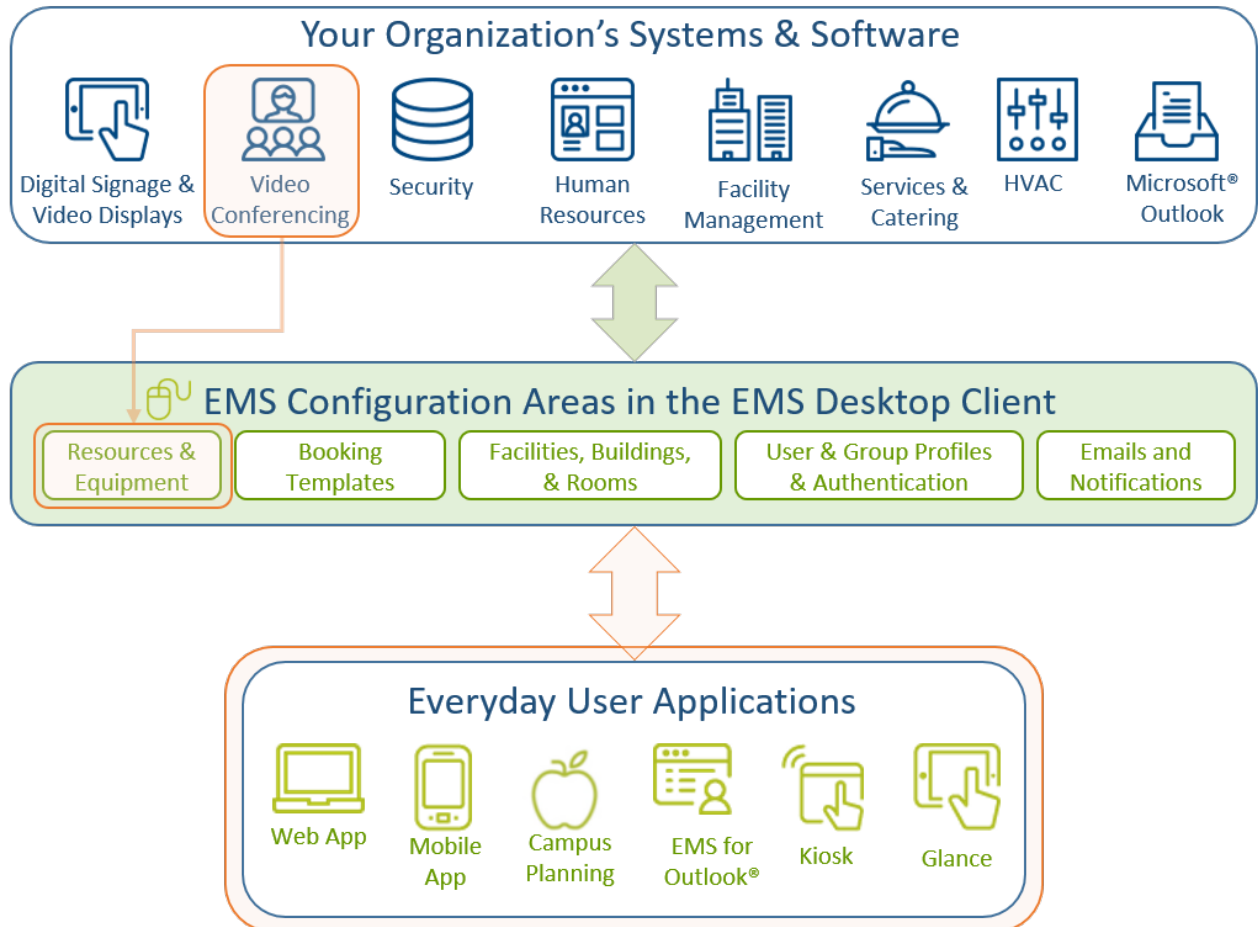 Your Organization's Systems & Software
Digital Signage &
Video Displays
Video
Conferencing
Security
Human
Resources
Facility
Management
Services &
Catering
HVAC
Microsoft®
Outlook
EMS Configuration Areas in the EMS Desktop Client
Resources &
Equipment
Booking
Templates
Facilities, Buildings,
& Rooms
User & Group Profiles
& Authentication
Emails and
Notifications
Everyday User Applications
Web App
Mobile
App
Campus
Planning
EMS for
Outlook®
Kiosk
Glance